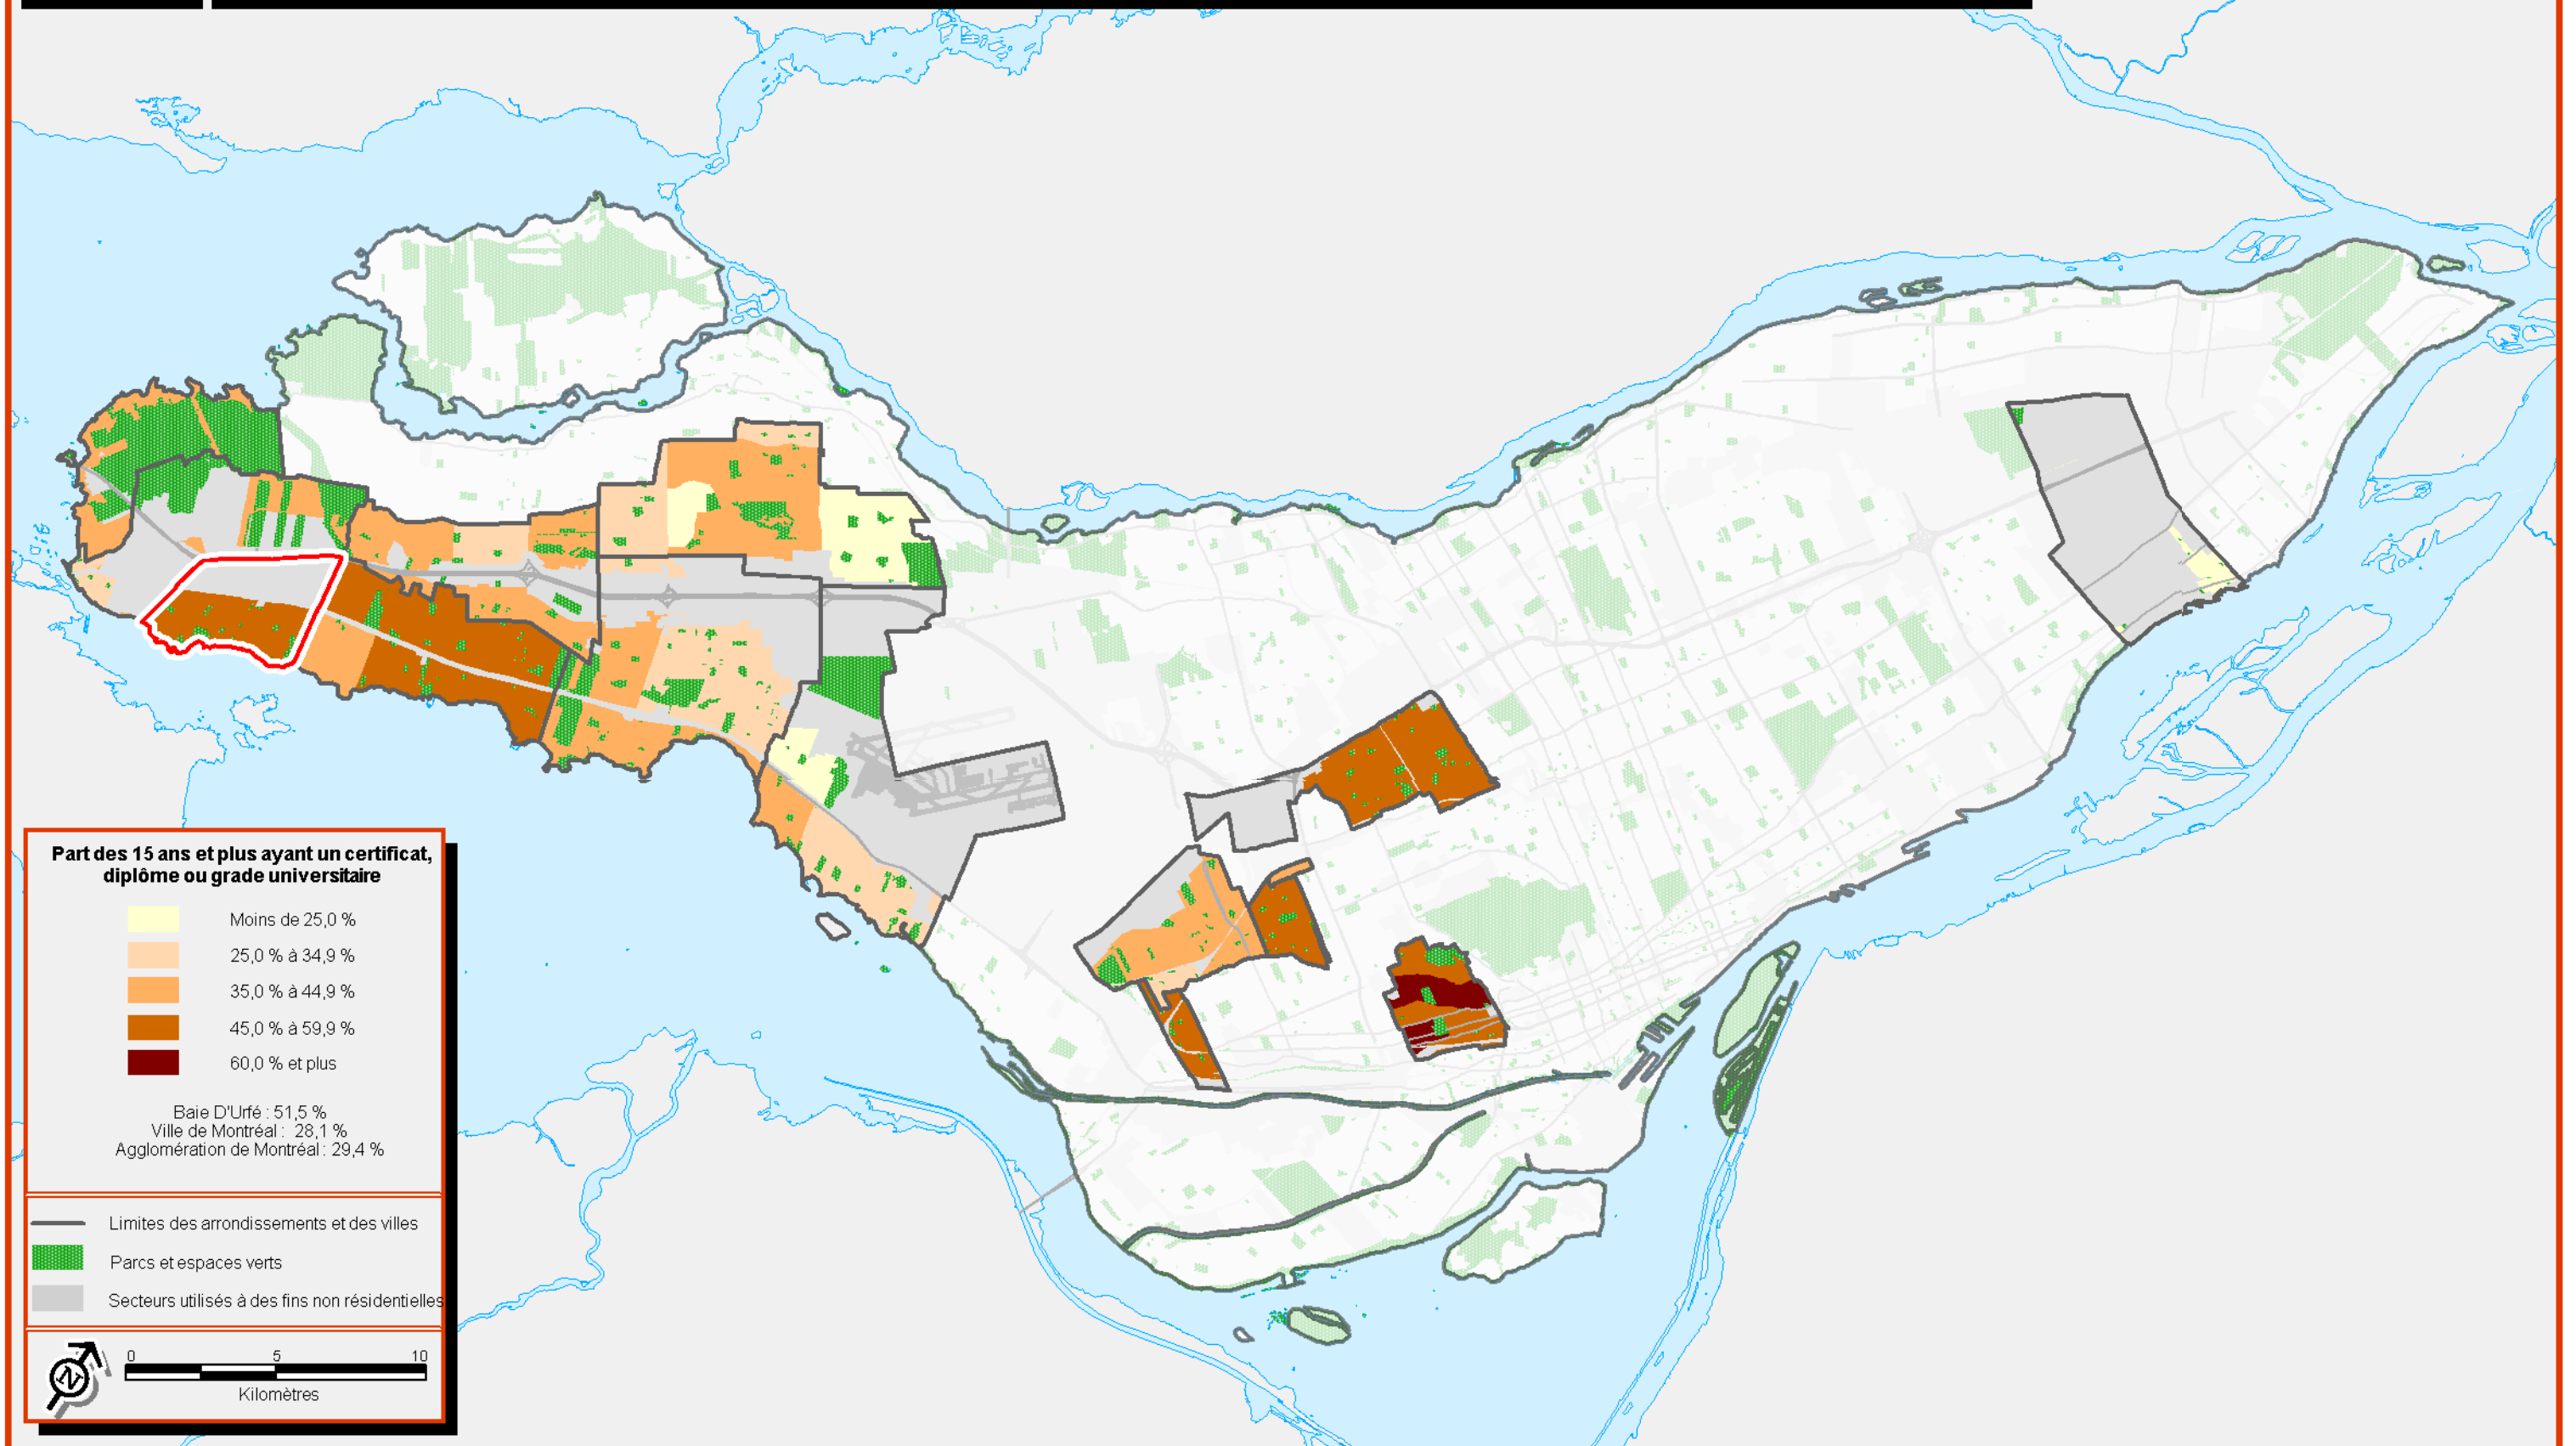 Part des 15 ans et plus ayant un certificat,
diplôme ou grade universitaire
Moins de 25,0 %
25,0 % à 34,9 %
35,0 % à 44,9 %
45,0 % à 59,9 %
60,0 % et plus
Baie D'Urfé : 51,5 %
Ville de Montréal : 28,1 %
Agglomération de Montréal : 29,4 %
Limites des arrondissements et des villes
Parcs et espaces verts
Secteurs utilisés à des fins non résidentielles
N
0 5 10
Kilomètres